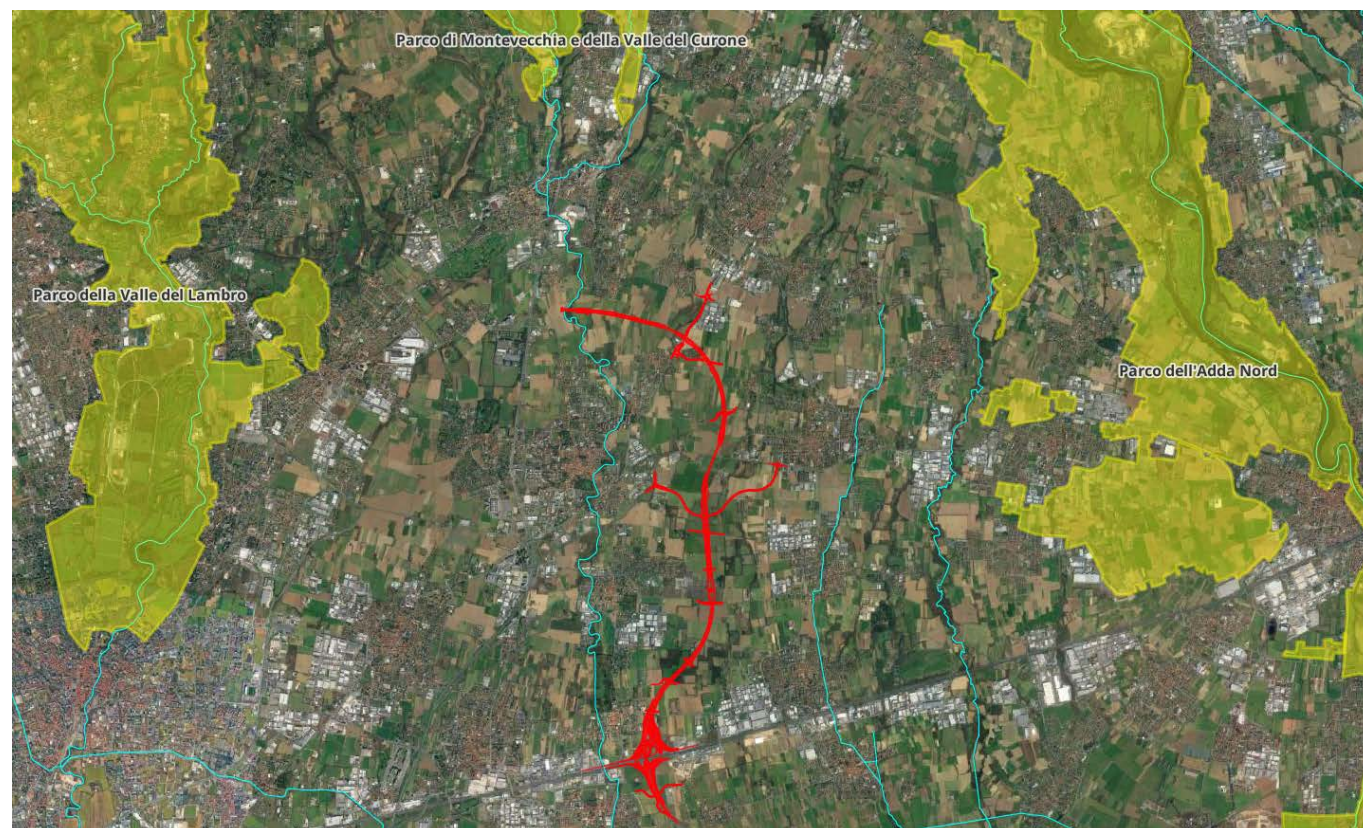 Parco di Montevecchia e della Valle del Curone
Parco della Valle del Lambro
Parco dell'Adda Nord